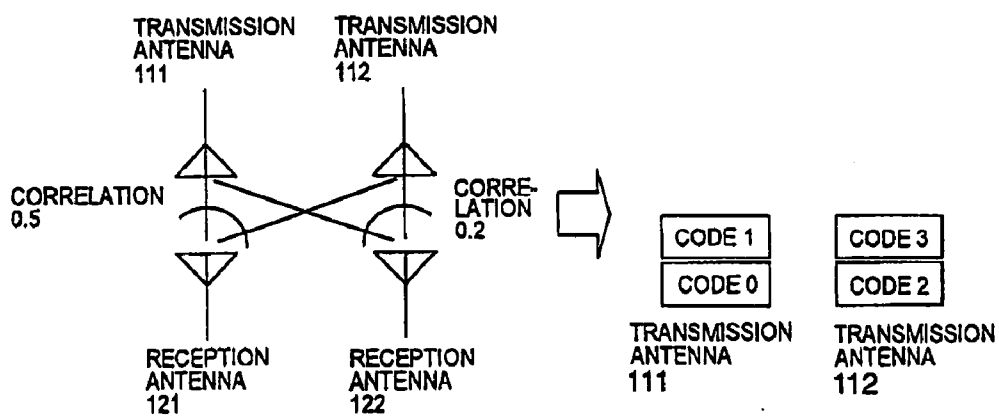 TRANSMISSION
ANTENNA
111
TRANSMISSION
ANTENNA
112
CORRELATION
0.5
CORRE-
LATION
0.2
RECEPTION
ANTENNA
121
RECEPTION
ANTENNA
122
CODE 1
CODE 0
TRANSMISSION
ANTENNA
111
CODE 3
CODE 2
TRANSMISSION
ANTENNA
112